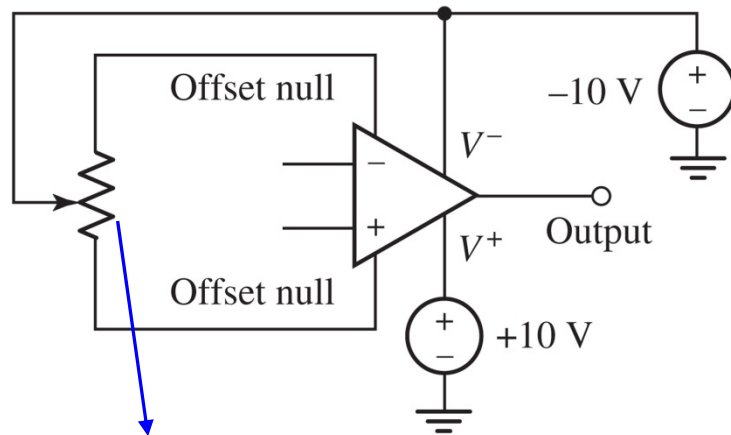 Offset null
−10 V
+
−
V−
−
+
Output
V+
Offset null
+
−
+10 V